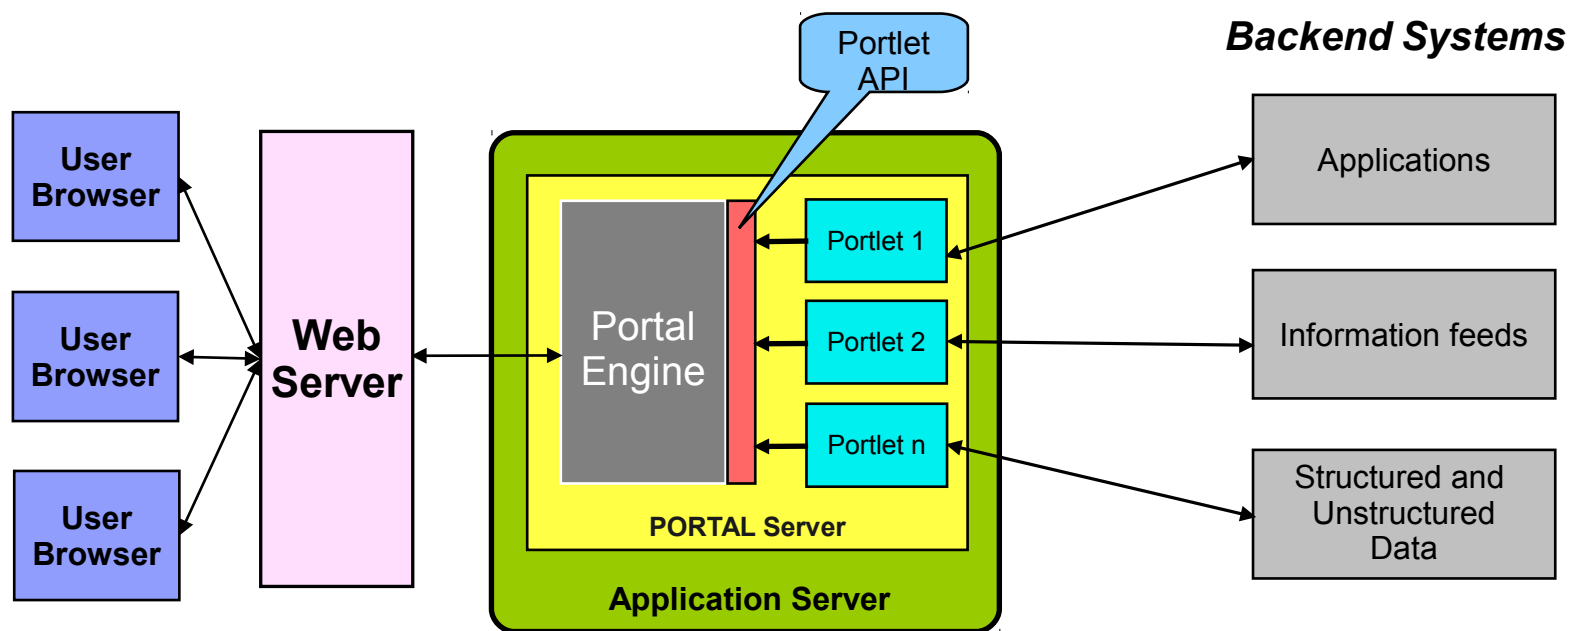 Portlet
API
Backend Systems
User
Browser
User
Browser
User
Browser
Web
Server
Portal
Engine
Portlet 1
Portlet 2
Portlet n
PORTAL Server
Application Server
Applications
Information feeds
Structured and
Unstructured
Data